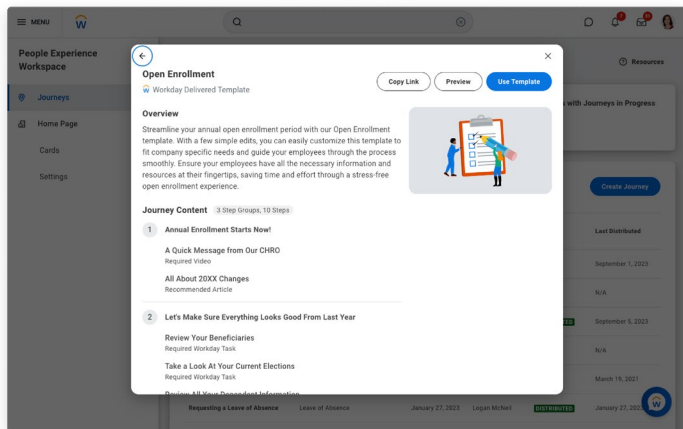 MENU
People Experience
Workspace
Resources
Journeys
Home Page
Cards
Settings
Open Enrollment
Workday Delivered Template
Copy Link
Preview
Use Template
Overview
Streamline your annual open enrollment period with our Open Enrollment
template. With a few simple edits, you can easily customize this template to
fit company specific needs and guide your employees through the process
smoothly. Ensure your employees have all the necessary information and
resources at their fingertips, saving time and effort through a stress-free
open enrollment experience.
Journey Content 3 Step Groups, 10 Steps
1 Annual Enrollment Starts Now!
A Quick Message from Our CHRO
Required Video
All About 20XX Changes
Recommended Article
2 Let's Make Sure Everything Looks Good From Last Year
Review Your Beneficiaries
Required Workday Task
Take a Look At Your Current Elections
Required Workday Task
Review All Your Dependent Information
with Journeys in Progress
Create Journey
Last Distributed
September 1, 2023
N/A
September 5, 2023
N/A
March 19, 2021
Requesting a Leave of Absence Leave of Absence January 27, 2023 Logan McNeil DISTRIBUTED January 27, 202